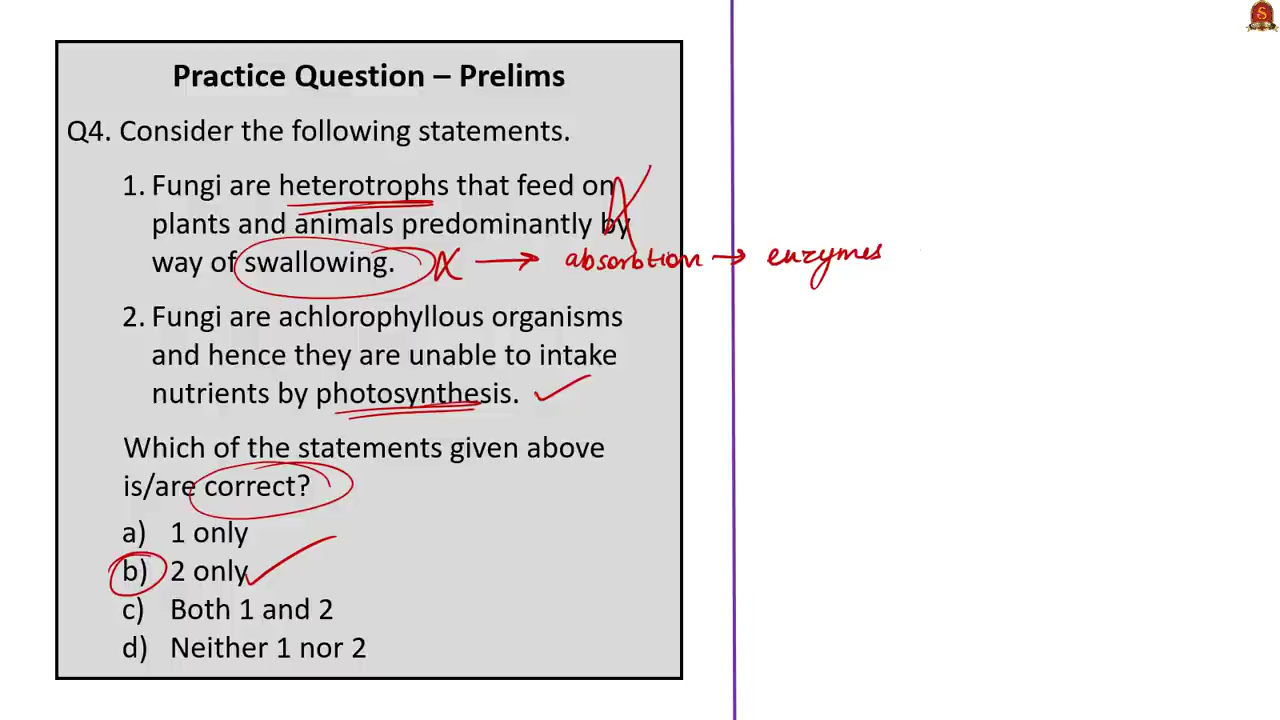 Practice Question – Prelims
Q4. Consider the following statements.
1. Fungi are heterotrophs that feed on
plants and animals predominantly by
way of swallowing. → absorption → enzymes
2. Fungi are achlorophyllous organisms
and hence they are unable to intake
nutrients by photosynthesis.
Which of the statements given above
is/are correct?
a) 1 only
b) 2 only
c) Both 1 and 2
d) Neither 1 nor 2
S